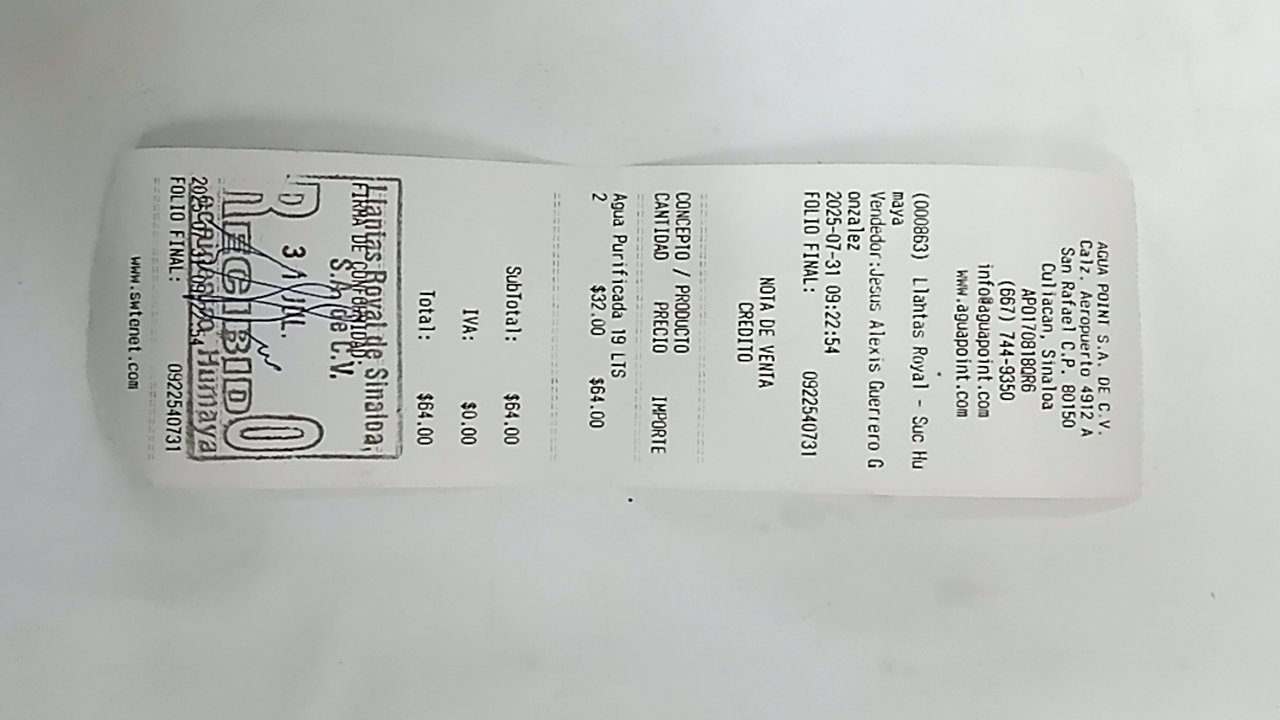 AGUA POINT S.A. DE C.V.
Calz. Aeropuerto 4912 A
San Rafael C.P. 80150
Culiacan, Sinaloa
APO170818QR6
(667) 744-9350
info@aguapoint.com
www.aguapoint.com
(000863) Llantas Royal - Suc Hu
maya
Vendedor:Jesus Alexis Guerrero G
onzalez
2025-07-31 09:22:54
FOLIO FINAL: 0922540731
NOTA DE VENTA
CREDITO
CONCEPTO / PRODUCTO
CANTIDAD PRECIO IMPORTE
Agua Purificada 19 LTS
2 $32.00 $64.00
SubTotal: $64.00
IVA: $0.00
Total: $64.00
Llantas Royal de Sinaloa,
FIRMA DE CONFORMIDAD:
S.A. de C.V.
31 JUL.
RECIBIDO
Humaya
FOLIO FINAL: 0922540731
www.swtenet.com